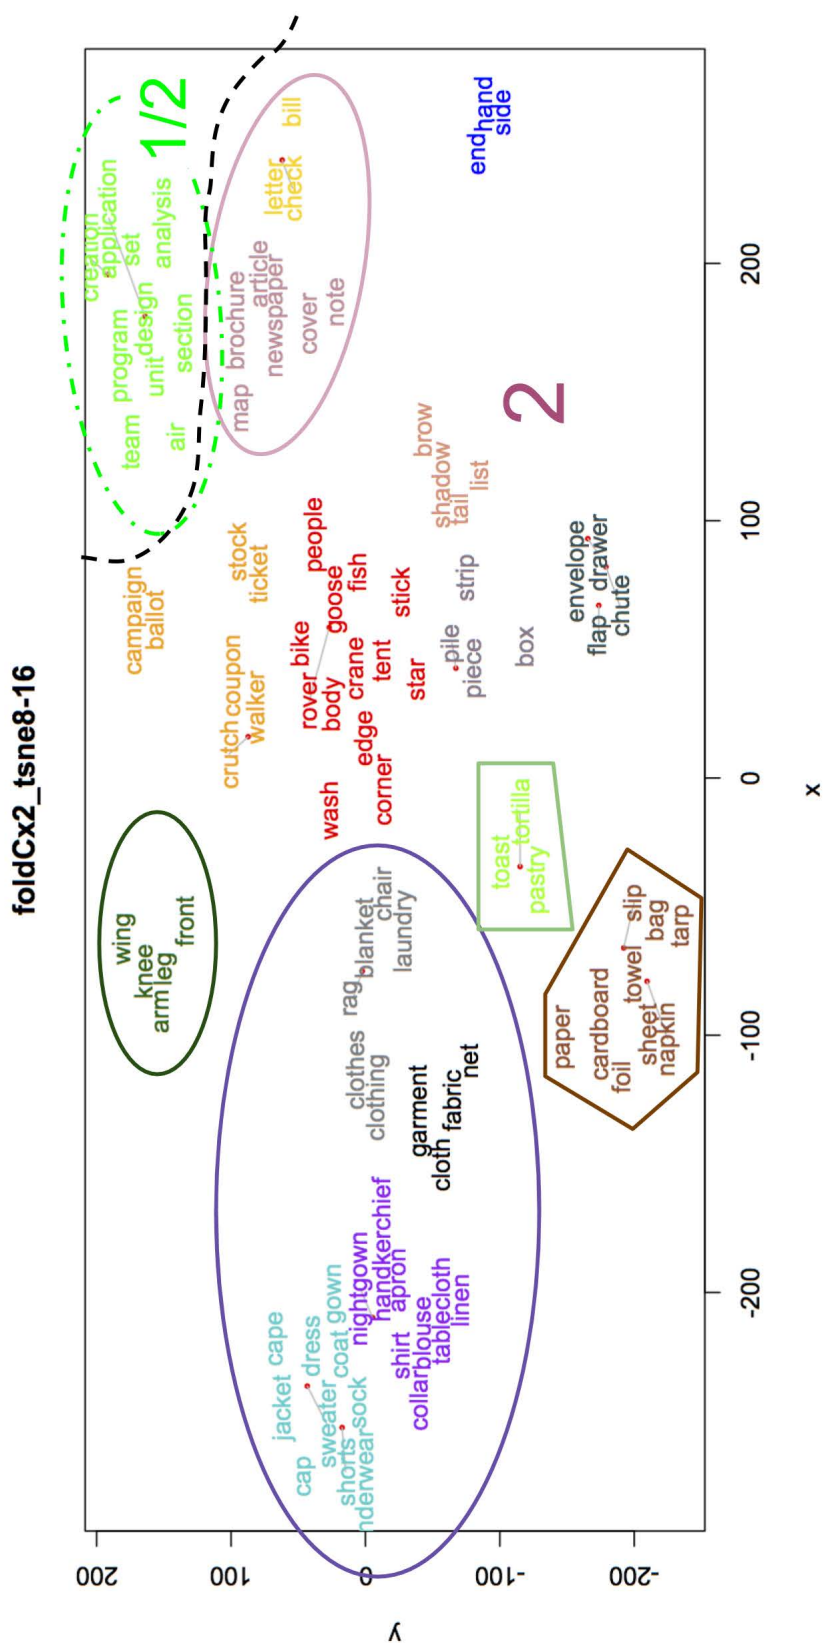 foldCx2_tsne8-16
creation
application
set
analysis
program
design
unit
section
team
air
1/2
bill
letter
check
brochure
article
newspaper
map
cover
note
end
hand
side
2
brow
shadow
tail
list
campaign
ballot
stock
ticket
coupon
crutch
walker
people
goose
fish
bike
rover
body
crane
tent
stick
star
edge
corner
wash
strip
pile
piece
box
envelope
drawer
flap
chute
wing
knee
arm
leg
front
toast
tortilla
pastry
chair
blanket
laundry
rag
clothes
clothing
garment
fabric
net
cloth
slip
bag
tarp
towel
cardboard
paper
foil
sheet
napkin
nightgown
handkerchief
apron
shirt
blouse
collar
tablecloth
linen
cape
jacket
dress
gown
coat
sweater
sock
cap
shorts
nderwear
-200
-100
0
100
200
x
200
100
0
-100
-200
y